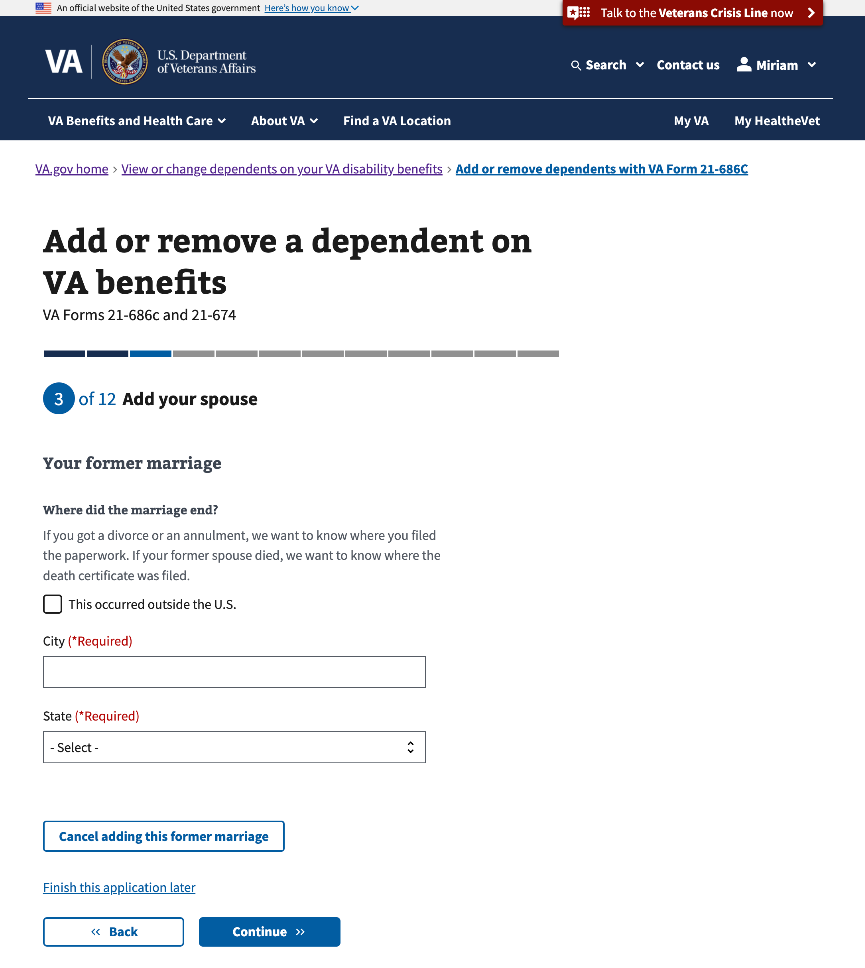 An official website of the United States government Here's how you know
Talk to the Veterans Crisis Line now
VA
U.S. Department
of Veterans Affairs
Search
Contact us
Miriam
VA Benefits and Health Care
About VA
Find a VA Location
My VA
My HealtheVet
VA.gov home › View or change dependents on your VA disability benefits › Add or remove dependents with VA Form 21-686C
Add or remove a dependent on
VA benefits
VA Forms 21-686c and 21-674
3 of 12 Add your spouse
Your former marriage
Where did the marriage end?
If you got a divorce or an annulment, we want to know where you filed
the paperwork. If your former spouse died, we want to know where the
death certificate was filed.
This occurred outside the U.S.
City (*Required)
State (*Required)
- Select -
Cancel adding this former marriage
Finish this application later
« Back
Continue »